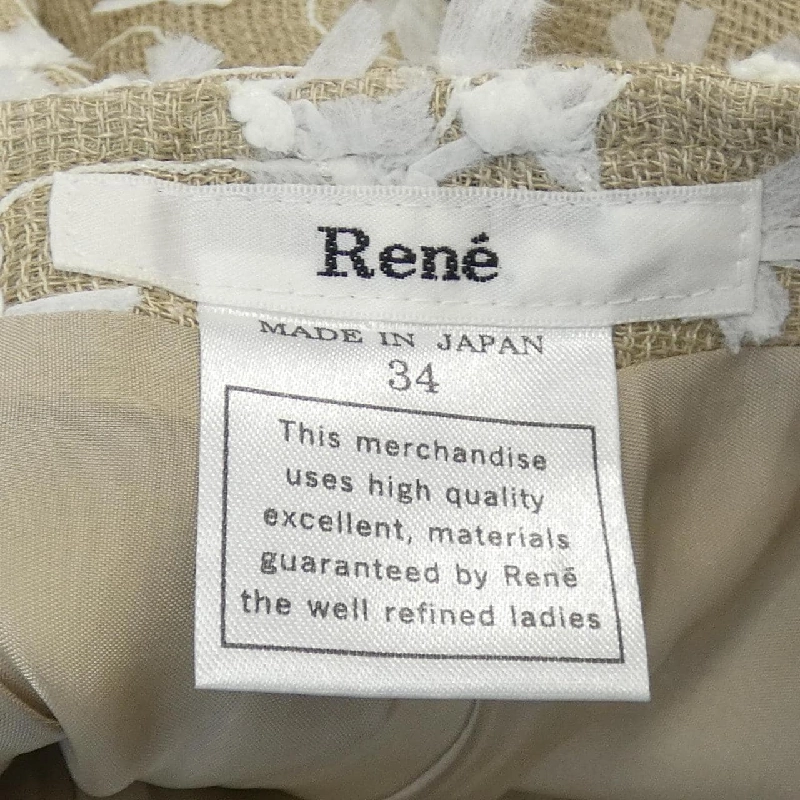 René
MADE IN JAPAN
34
This merchandise
uses high quality
excellent, materials
guaranteed by René
the well refined ladies